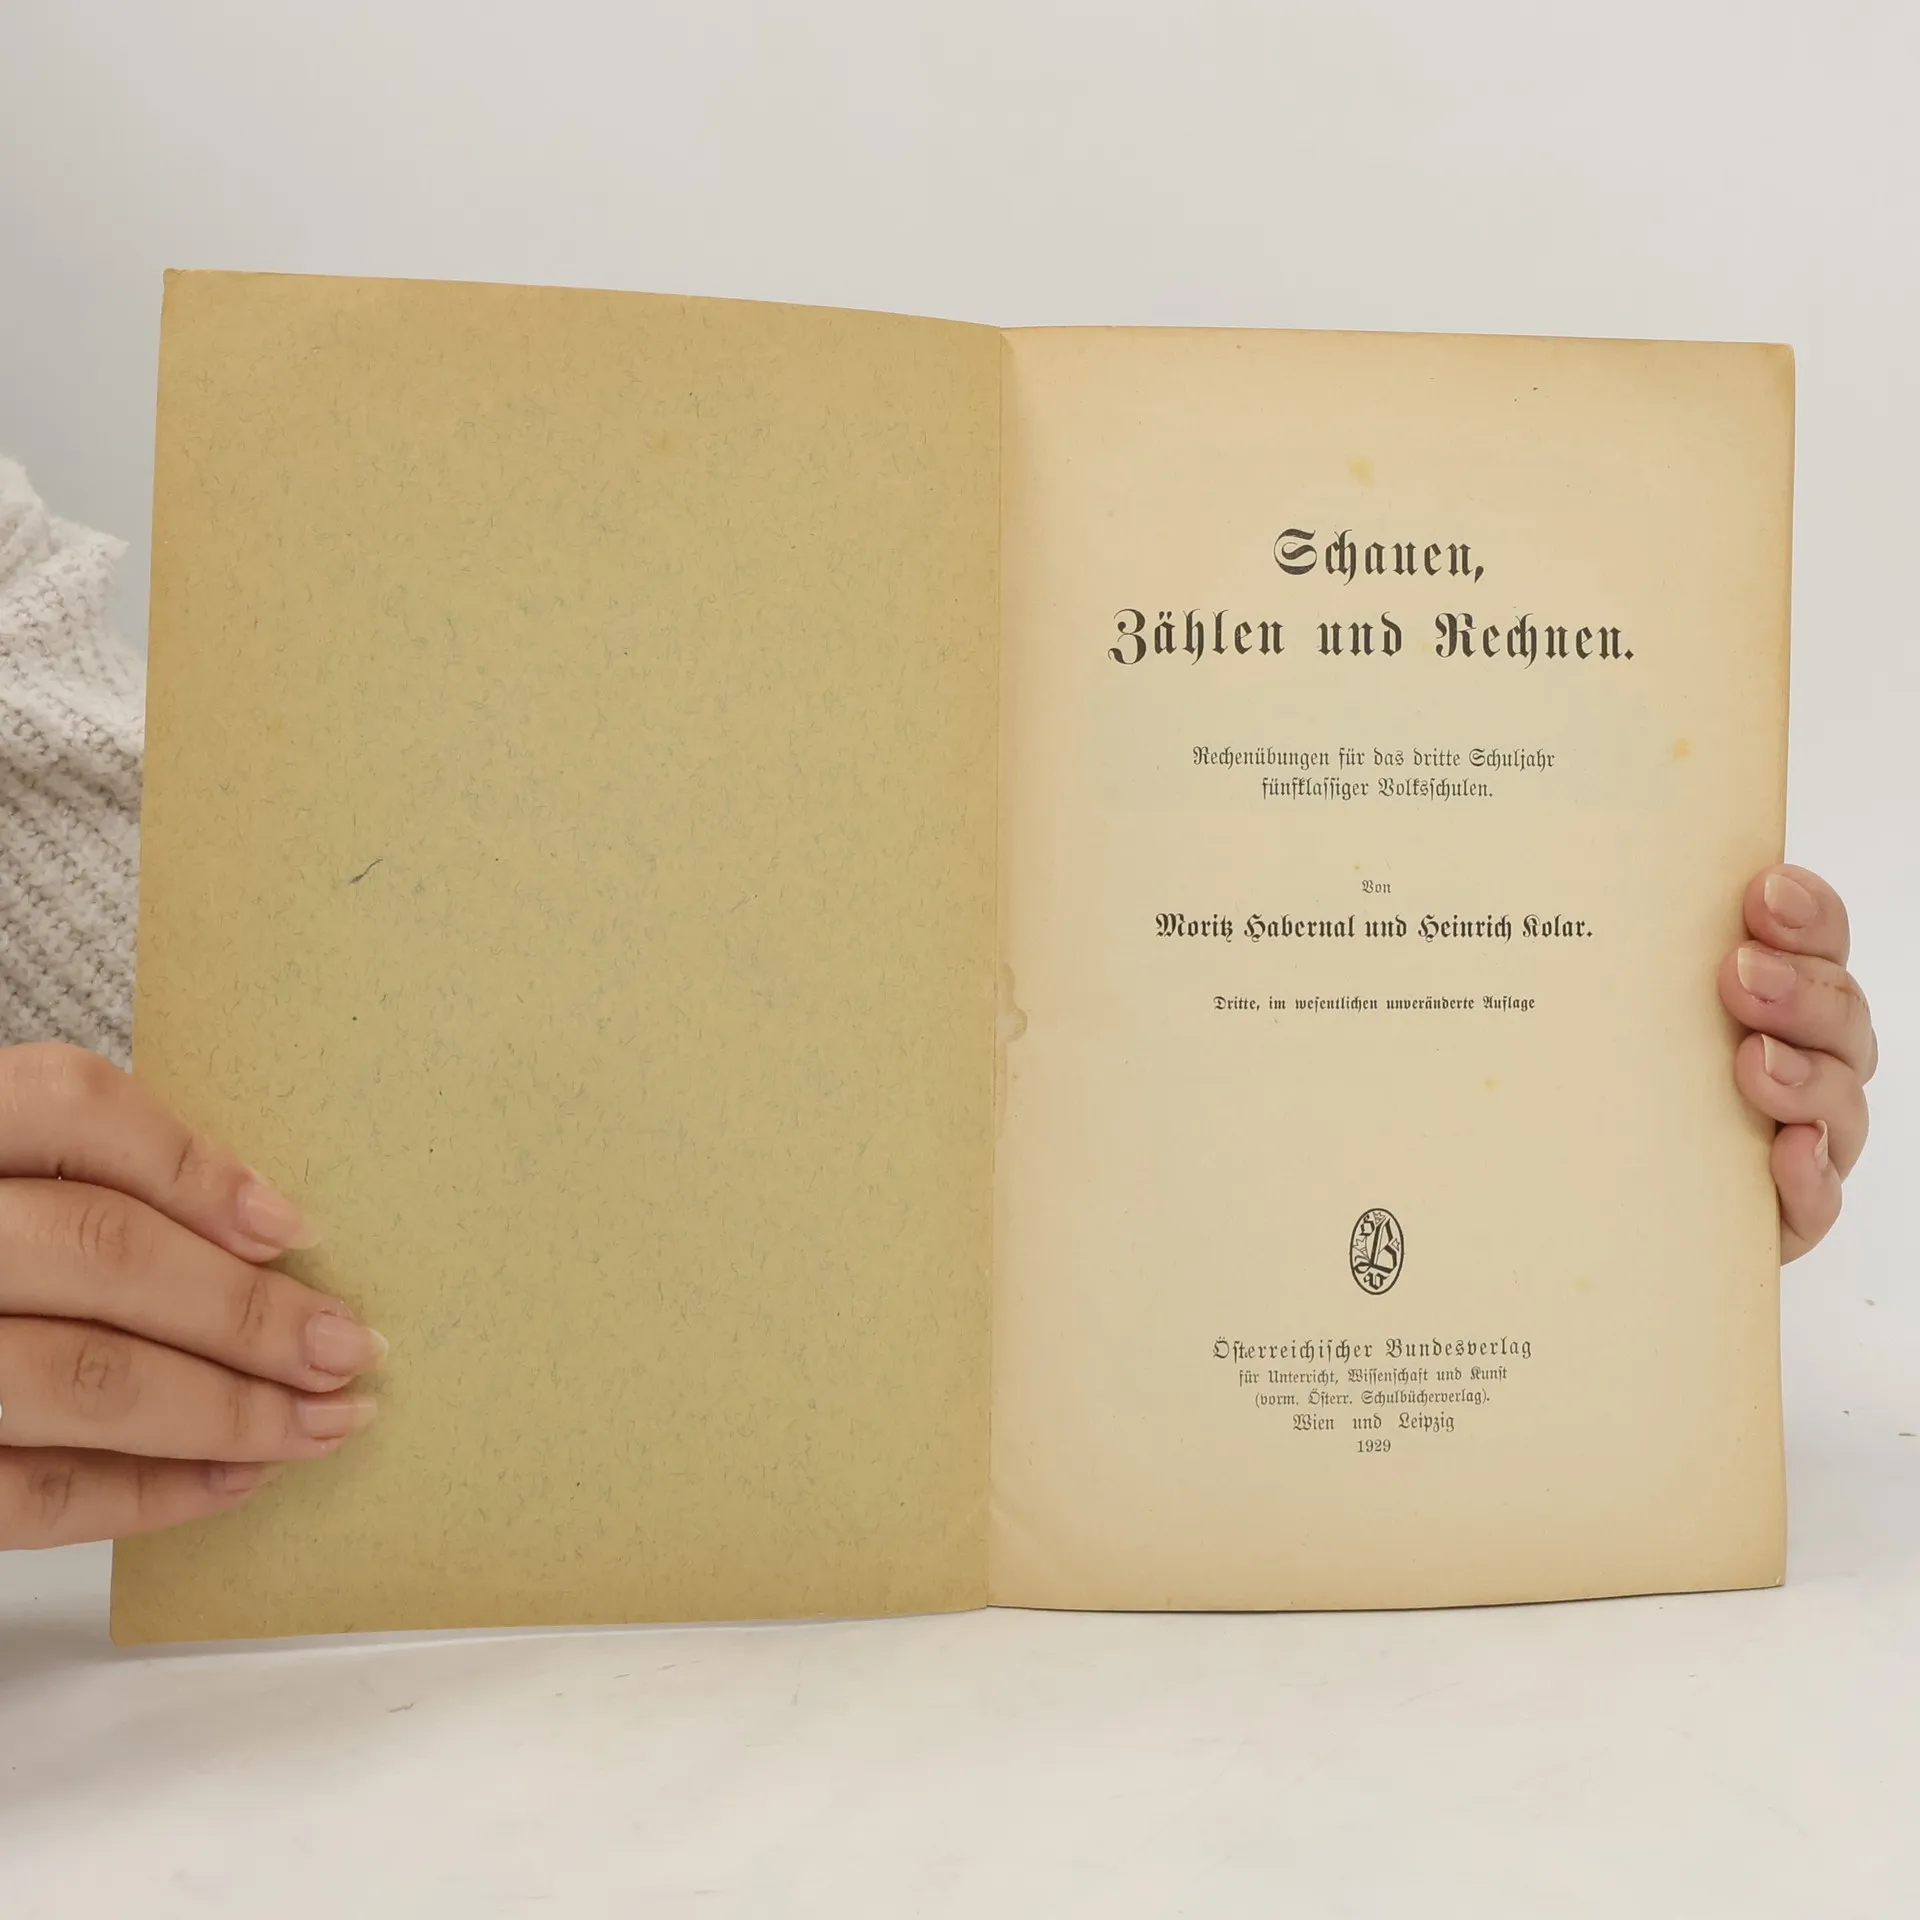 Schauen,
Zählen und Rechnen.
Rechenübungen für das dritte Schuljahr
fünfklassiger Volksschulen.
Von
Moritz Habernal und Heinrich Kolar.
Dritte, im wesentlichen unveränderte Auflage
Ö B V
Österreichischer Bundesverlag
für Unterricht, Wissenschaft und Kunst
(vorm. Österr. Schulbücherverlag).
Wien und Leipzig
1929